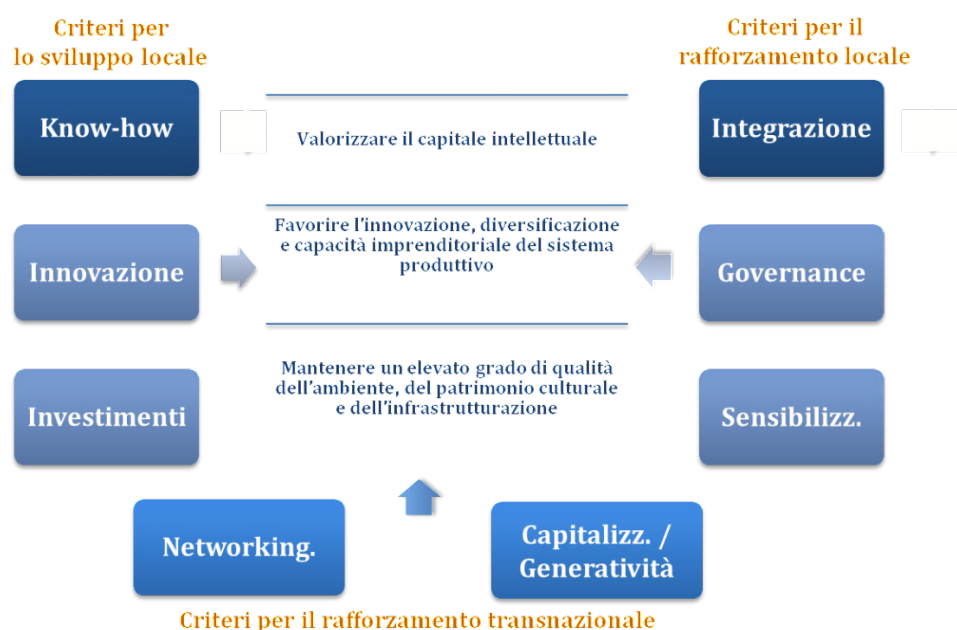 Criteri per
lo sviluppo locale
Criteri per il
rafforzamento locale
Know-how
Valorizzare il capitale intellettuale
Integrazione
Favorire l'innovazione, diversificazione
e capacità imprenditoriale del sistema
produttivo
Innovazione
Governance
Mantenere un elevato grado di qualità
dell'ambiente, del patrimonio culturale
e dell'infrastrutturazione
Investimenti
Sensibilizz.
Networking.
Capitalizz. /
Generatività
Criteri per il rafforzamento transnazionale